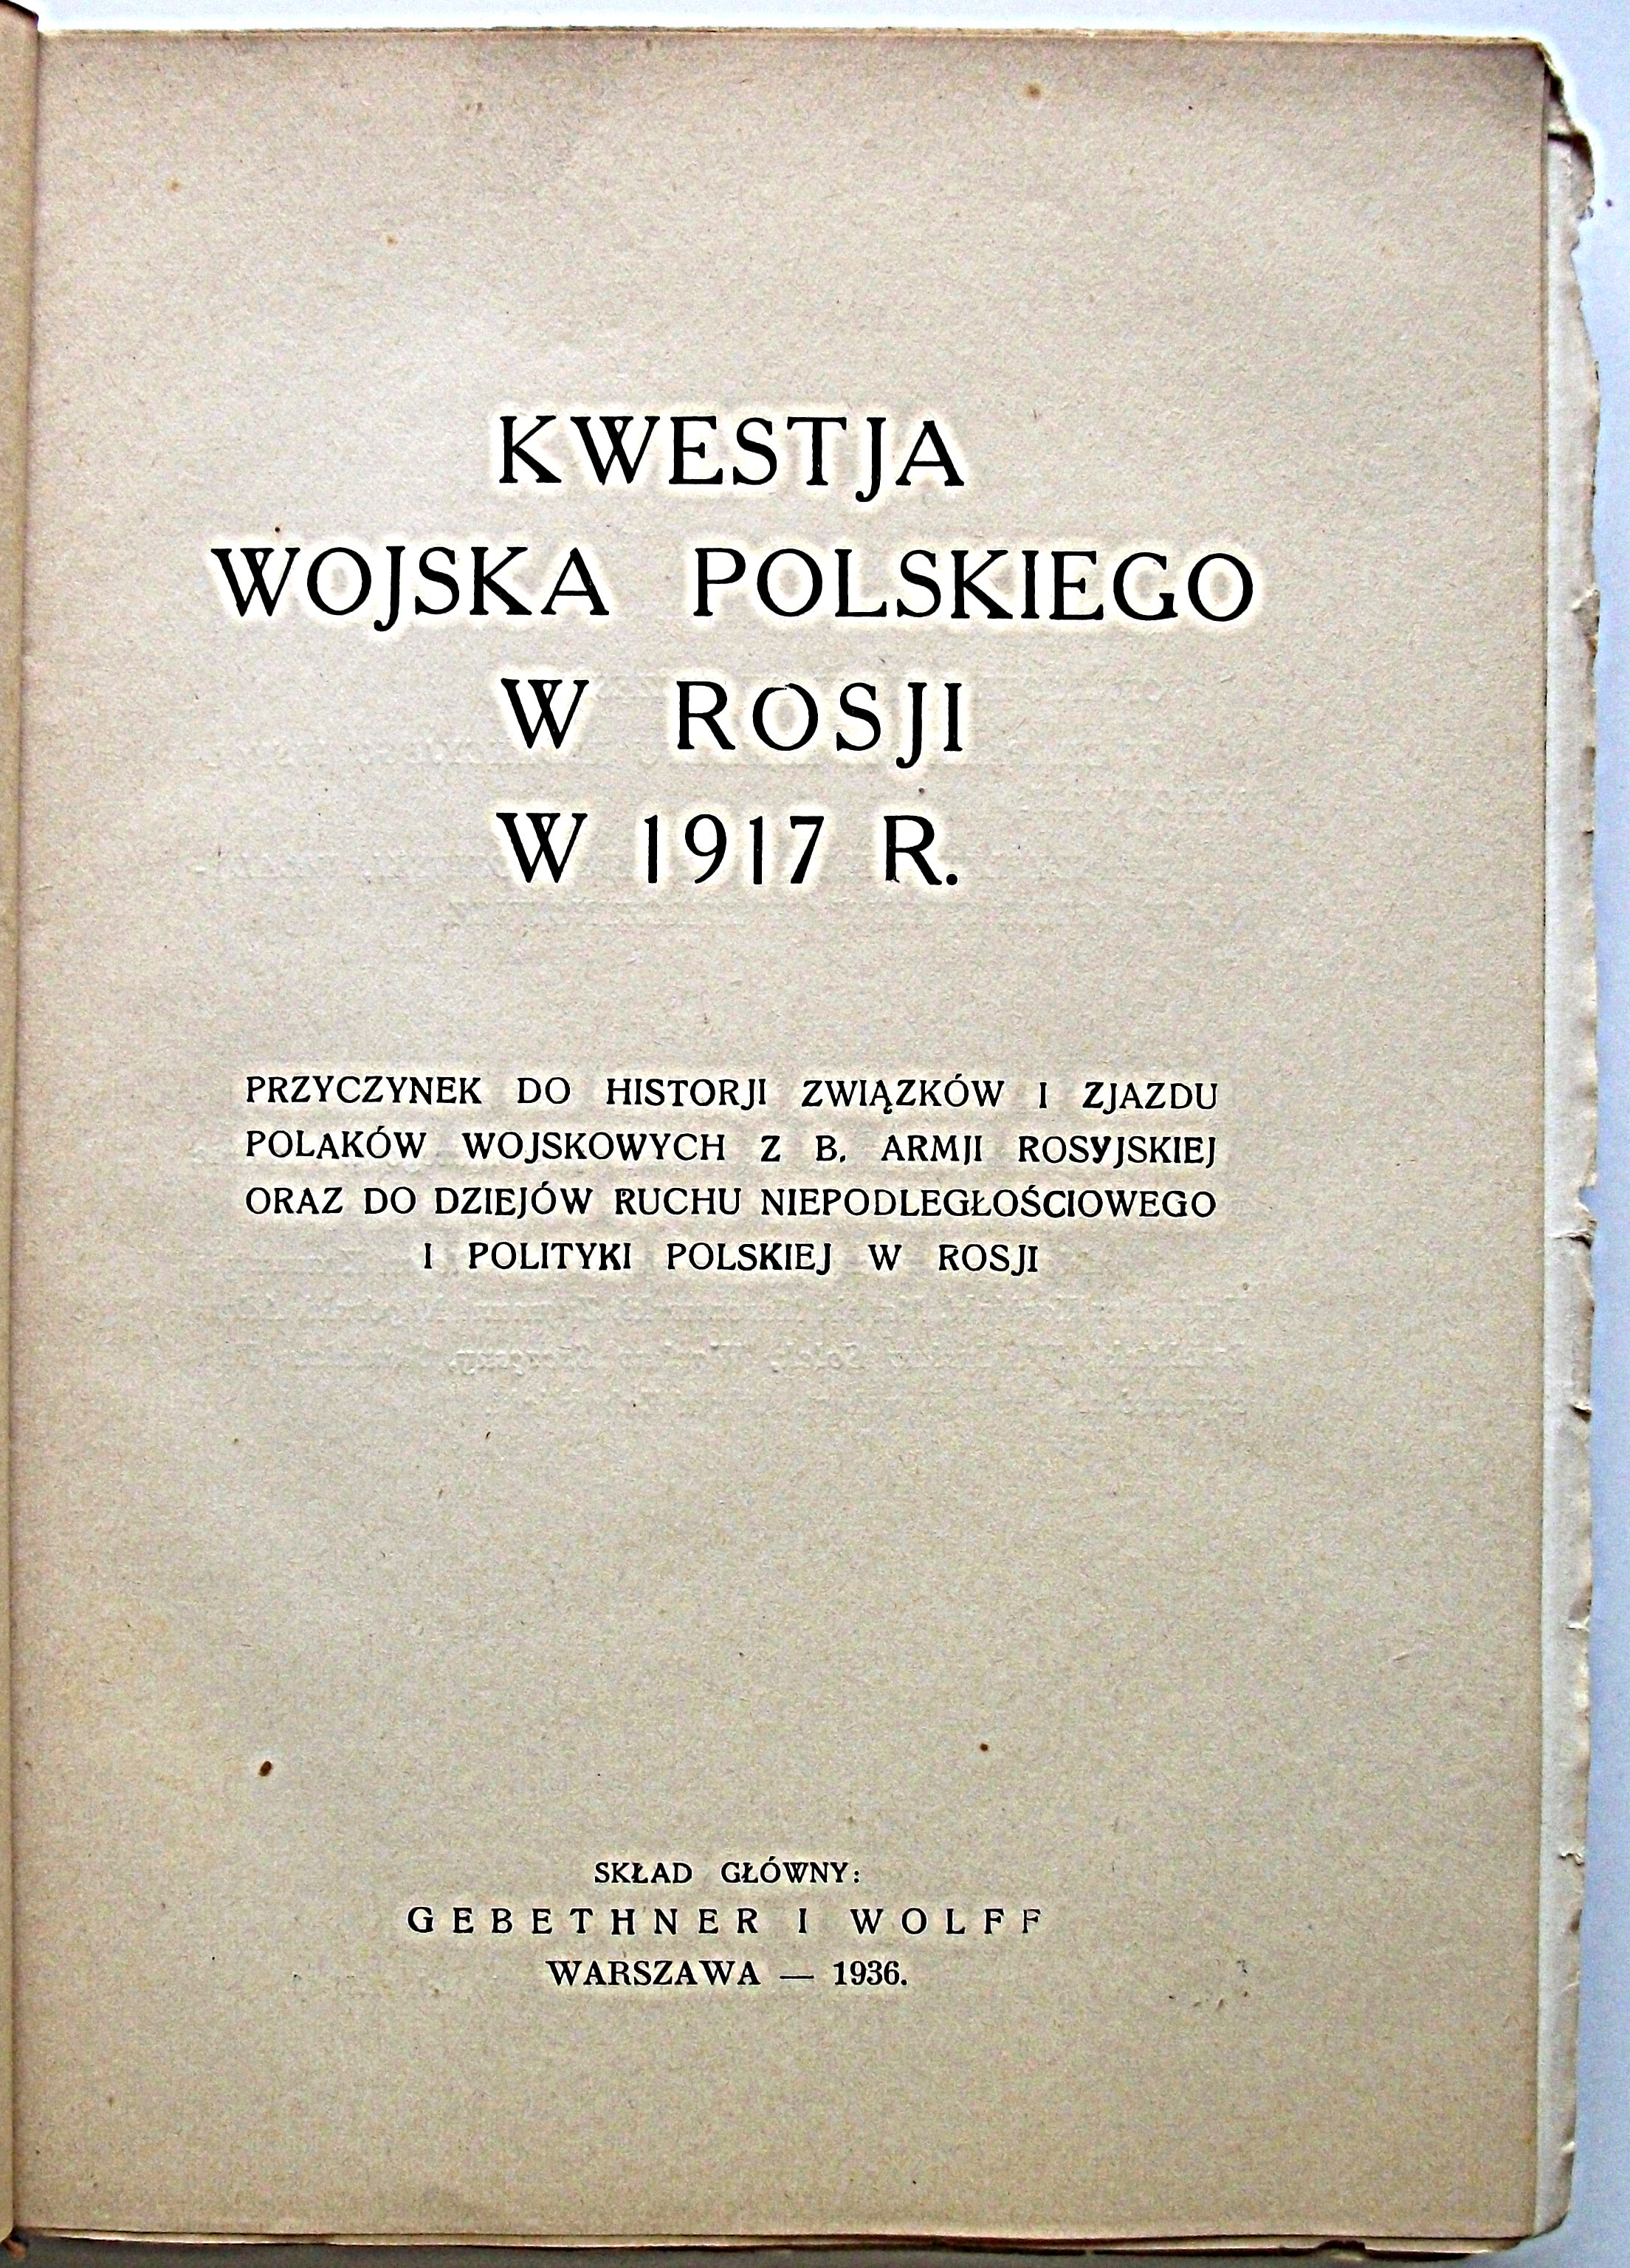 KWESTJA
WOJSKA POLSKIEGO
W ROSJI
W 1917 R.
PRZYCZYNEK DO HISTORJI ZWIĄZKÓW I ZJAZDU
POLAKÓW WOJSKOWYCH Z B. ARMJI ROSYJSKIEJ
ORAZ DO DZIEJÓW RUCHU NIEPODLEGŁOŚCIOWEGO
I POLITYKI POLSKIEJ W ROSJI
SKŁAD GŁÓWNY:
GEBETHNER I WOLFF
WARSZAWA — 1936.